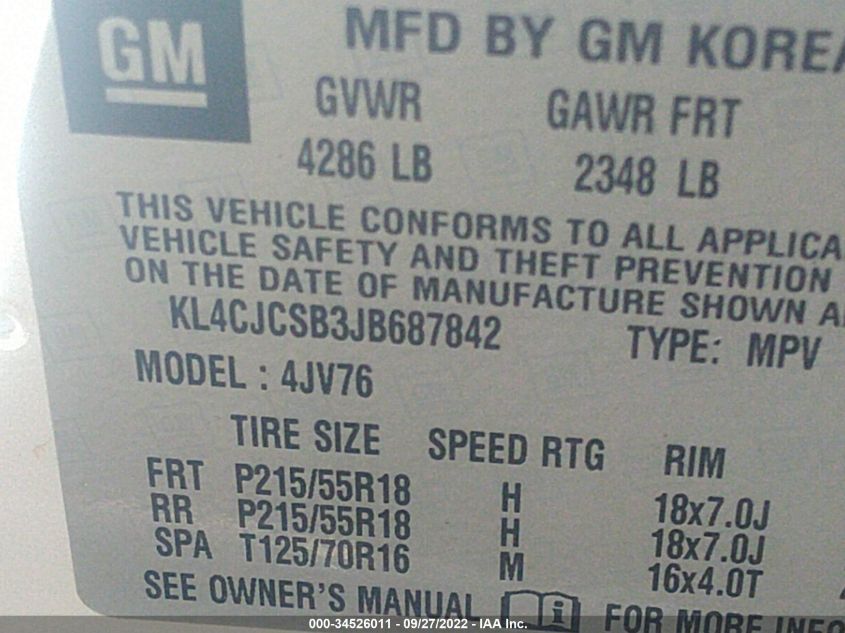 GM
MFD BY GM KOREA
GVWR GAWR FRT
4286 LB 2348 LB
THIS VEHICLE CONFORMS TO ALL APPLICA
VEHICLE SAFETY AND THEFT PREVENTION
ON THE DATE OF MANUFACTURE SHOWN A
KL4CJCSB3JB687842 TYPE: MPV
MODEL : 4JV76
TIRE SIZE SPEED RTG RIM
FRT P215/55R18 H 18x7.0J
RR P215/55R18 H 18x7.0J
SPA T125/70R16 M 16x4.0T
SEE OWNER'S MANUAL i FOR MORE INFO
000-34526011 - 09/27/2022 - IAA Inc.